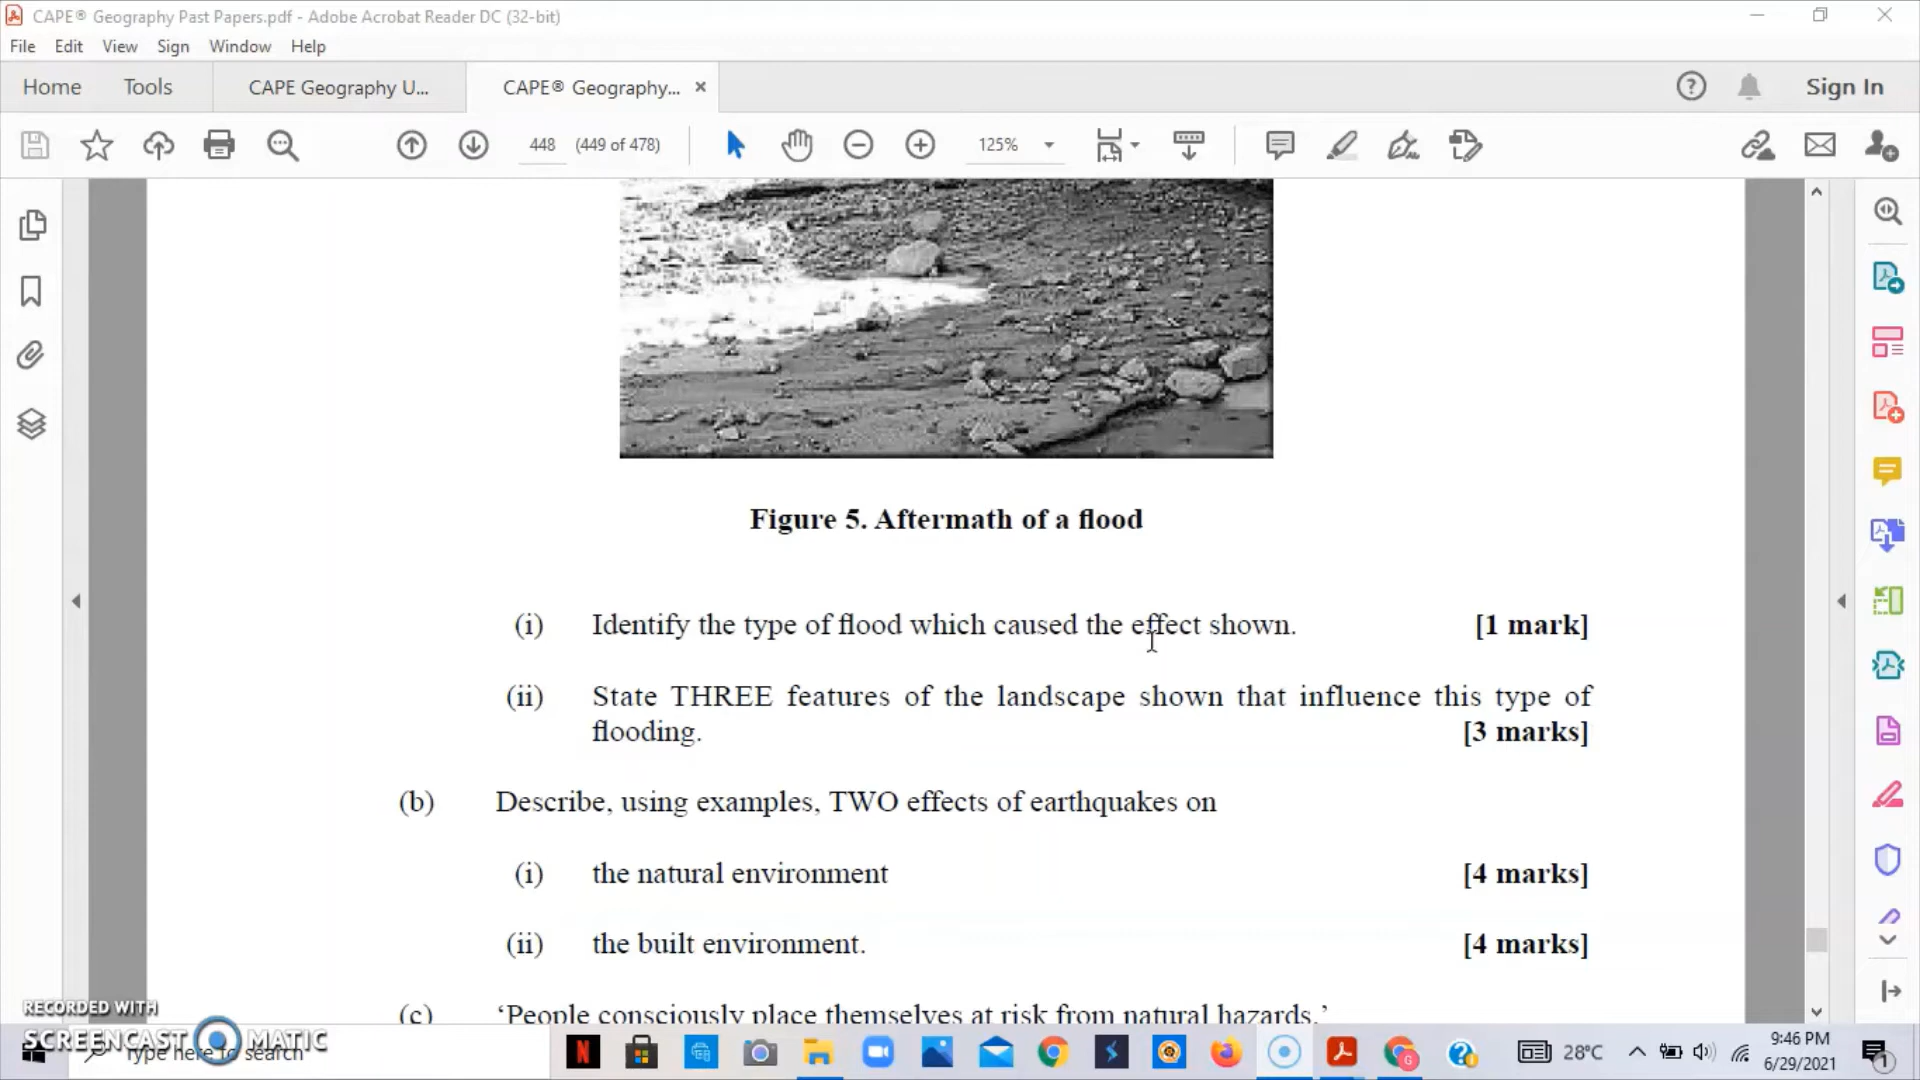 CAPE® Geography Past Papers.pdf - Adobe Acrobat Reader DC (32-bit)
File Edit View Sign Window Help
Home Tools CAPE Geography U... CAPE® Geography... × Sign In
448 (449 of 478) 125%
Figure 5. Aftermath of a flood
(i) Identify the type of flood which caused the effect shown. [1 mark]
(ii) State THREE features of the landscape shown that influence this type of
flooding. [3 marks]
(b) Describe, using examples, TWO effects of earthquakes on
(i) the natural environment [4 marks]
(ii) the built environment. [4 marks]
(c) ‘People consciously place themselves at risk from natural hazards.’
RECORDED WITH
SCREENCAST MATIC
Type here to search
28°C
9:46 PM
6/29/2021
1